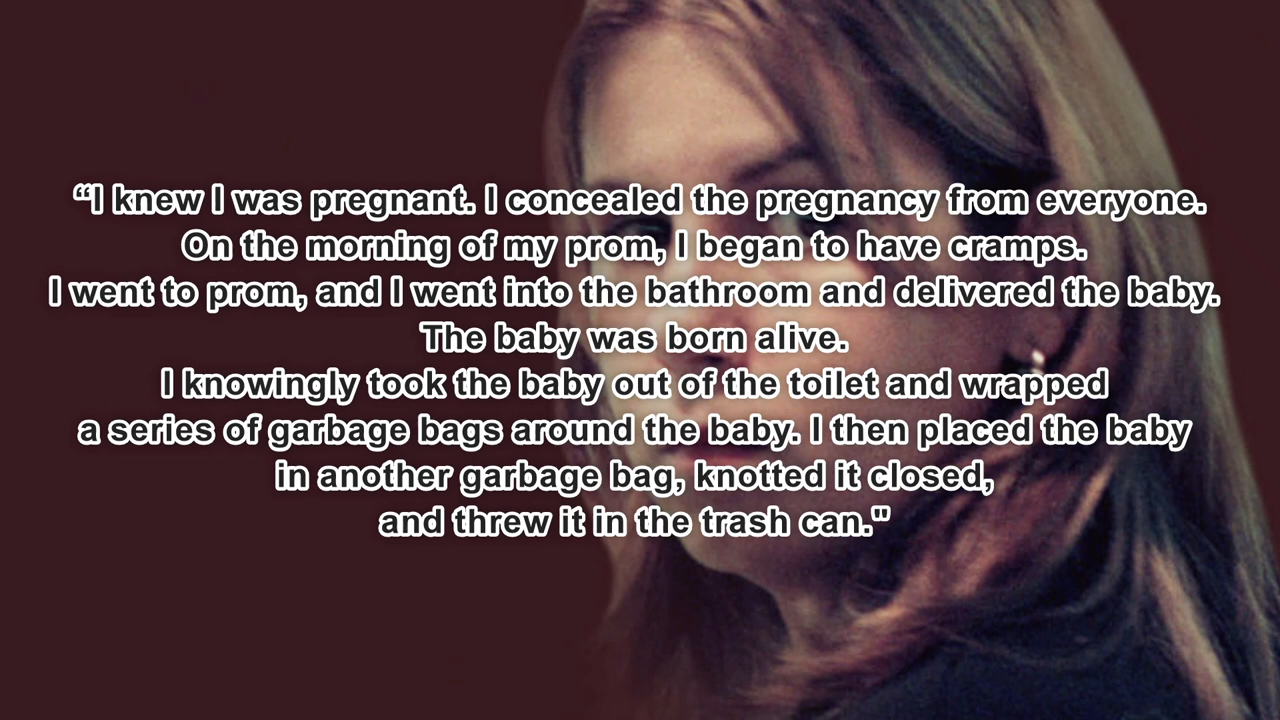 “I knew I was pregnant. I concealed the pregnancy from everyone.
On the morning of my prom, I began to have cramps.
I went to prom, and I went into the bathroom and delivered the baby.
The baby was born alive.
I knowingly took the baby out of the toilet and wrapped
a series of garbage bags around the baby. I then placed the baby
in another garbage bag, knotted it closed,
and threw it in the trash can."